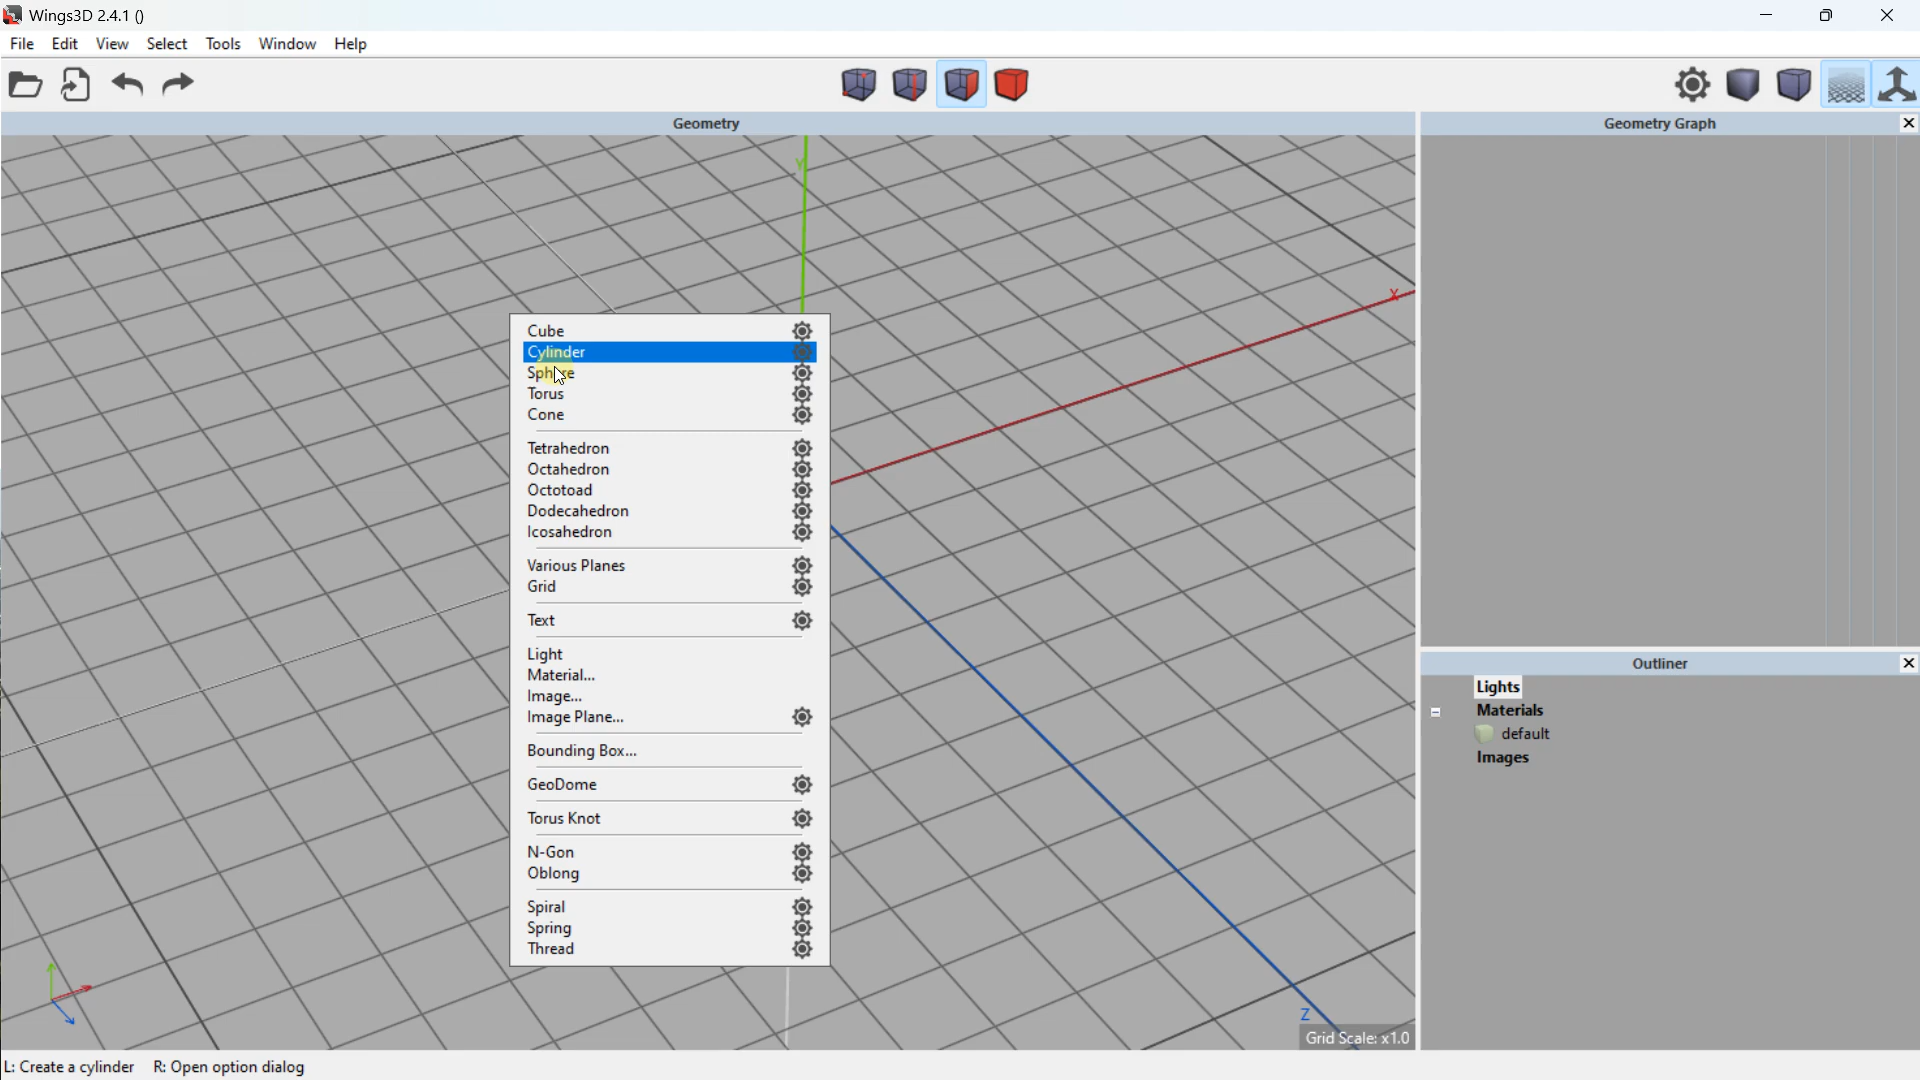 Wings3D 2.4.1 ()
File Edit View Select Tools Window Help
Geometry
Geometry Graph
Y
X
Cube
Cylinder
Sphere
Torus
Cone
Tetrahedron
Octahedron
Octotoad
Dodecahedron
Icosahedron
Various Planes
Grid
Text
Light
Material...
Image...
Image Plane...
Bounding Box...
GeoDome
Torus Knot
N-Gon
Oblong
Spiral
Spring
Thread
Z
Grid Scale: x1.0
Outliner
Lights
Materials
default
Images
L: Create a cylinder R: Open option dialog